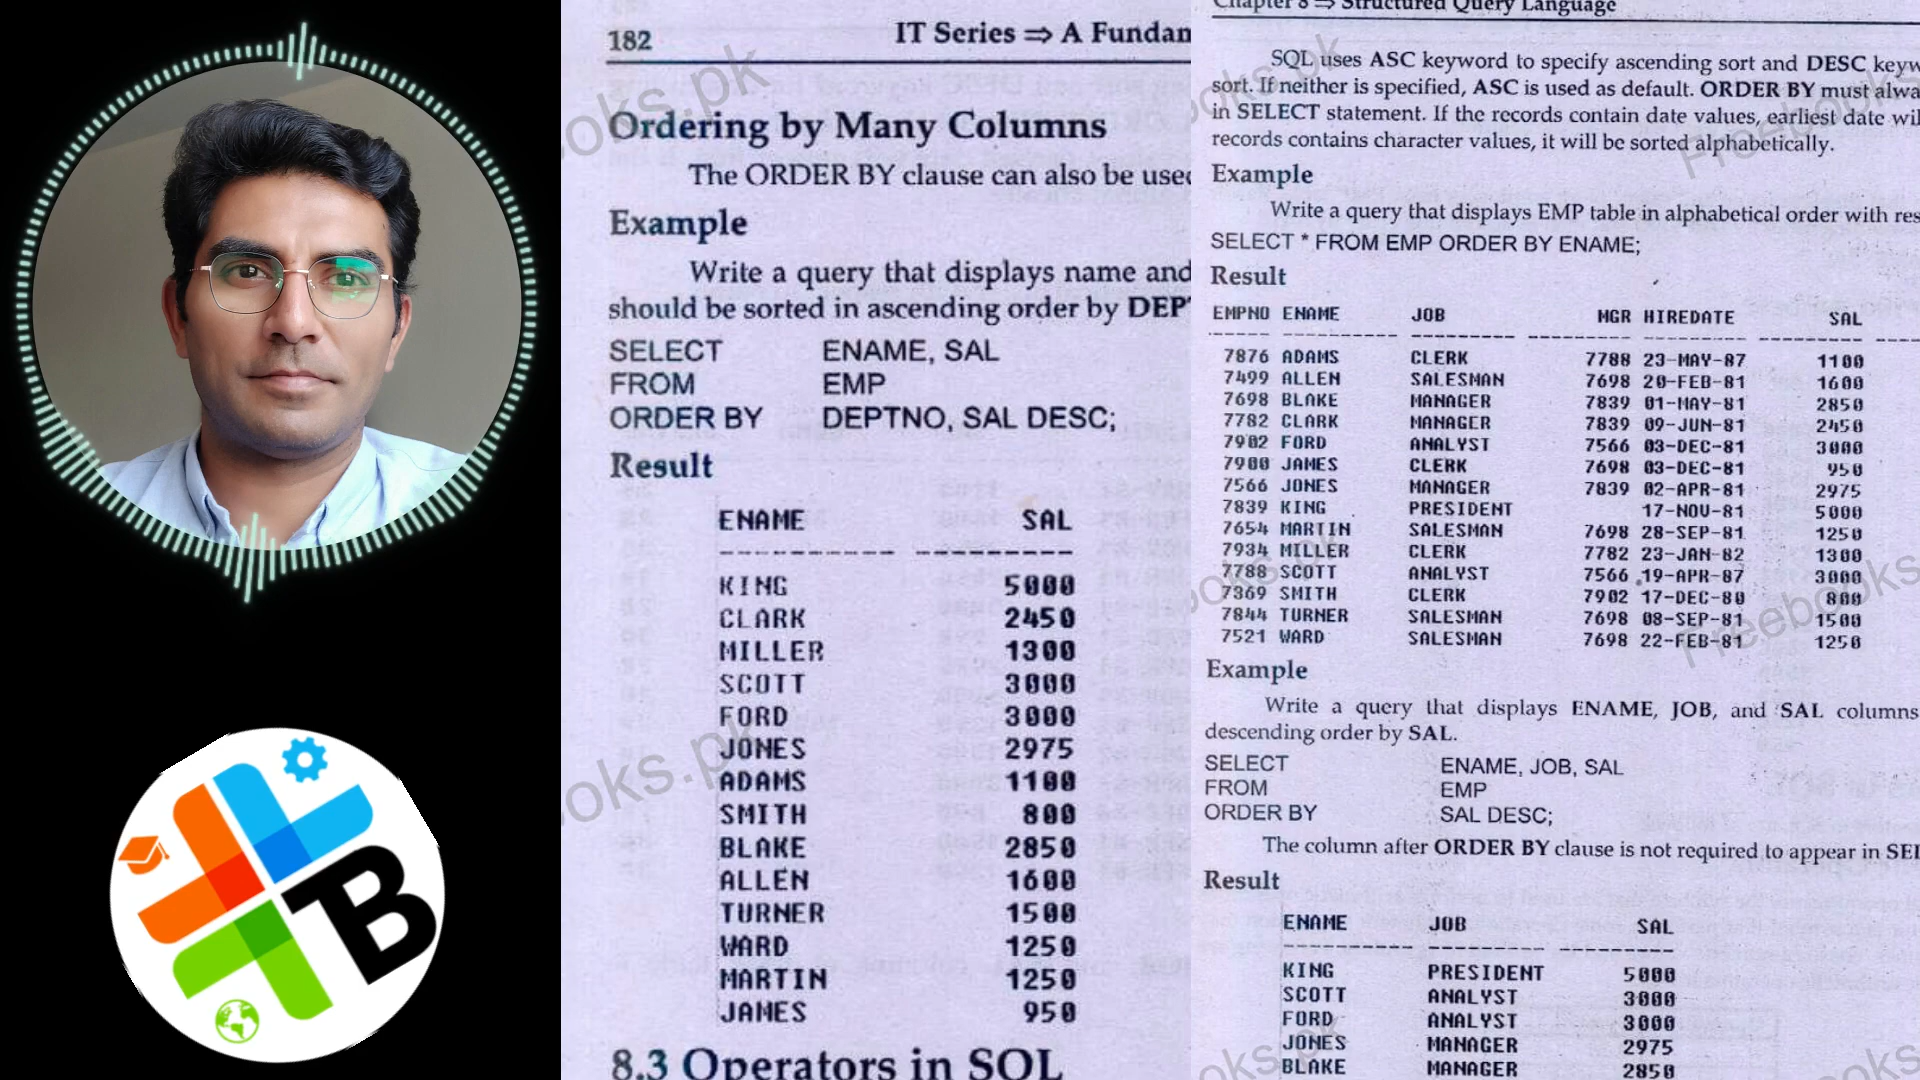 182
IT Series ⇒ A Fundam
Ordering by Many Columns
The ORDER BY clause can also be used
Example
Write a query that displays name and
should be sorted in ascending order by DEPT
SELECT ENAME, SAL
FROM EMP
ORDER BY DEPTNO, SAL DESC;
Result
ENAME SAL
---------- ---------
KING 5000
CLARK 2450
MILLER 1300
SCOTT 3000
FORD 3000
JONES 2975
ADAMS 1100
SMITH 800
BLAKE 2850
ALLEN 1600
TURNER 1500
WARD 1250
MARTIN 1250
JAMES 950
8.3 Operators in SQL
Chapter 8 ⇒ Structured Query Language
SQL uses ASC keyword to specify ascending sort and DESC keyw
sort. If neither is specified, ASC is used as default. ORDER BY must alwa
in SELECT statement. If the records contain date values, earliest date wil
records contains character values, it will be sorted alphabetically.
Example
Write a query that displays EMP table in alphabetical order with res
SELECT * FROM EMP ORDER BY ENAME;
Result
EMPNO ENAME JOB MGR HIREDATE SAL
7876 ADAMS CLERK 7788 23-MAY-87 1100
7499 ALLEN SALESMAN 7698 20-FEB-81 1600
7698 BLAKE MANAGER 7839 01-MAY-81 2850
7782 CLARK MANAGER 7839 09-JUN-81 2450
7902 FORD ANALYST 7566 03-DEC-81 3000
7900 JAMES CLERK 7698 03-DEC-81 950
7566 JONES MANAGER 7839 02-APR-81 2975
7839 KING PRESIDENT 17-NOV-81 5000
7654 MARTIN SALESMAN 7698 28-SEP-81 1250
7934 MILLER CLERK 7782 23-JAN-82 1300
7788 SCOTT ANALYST 7566 19-APR-87 3000
7369 SMITH CLERK 7902 17-DEC-80 800
7844 TURNER SALESMAN 7698 08-SEP-81 1500
7521 WARD SALESMAN 7698 22-FEB-81 1250
Example
Write a query that displays ENAME, JOB, and SAL columns
descending order by SAL.
SELECT ENAME, JOB, SAL
FROM EMP
ORDER BY SAL DESC;
The column after ORDER BY clause is not required to appear in SEL
Result
ENAME JOB SAL
KING PRESIDENT 5000
SCOTT ANALYST 3000
FORD ANALYST 3000
JONES MANAGER 2975
BLAKE MANAGER 2850
B